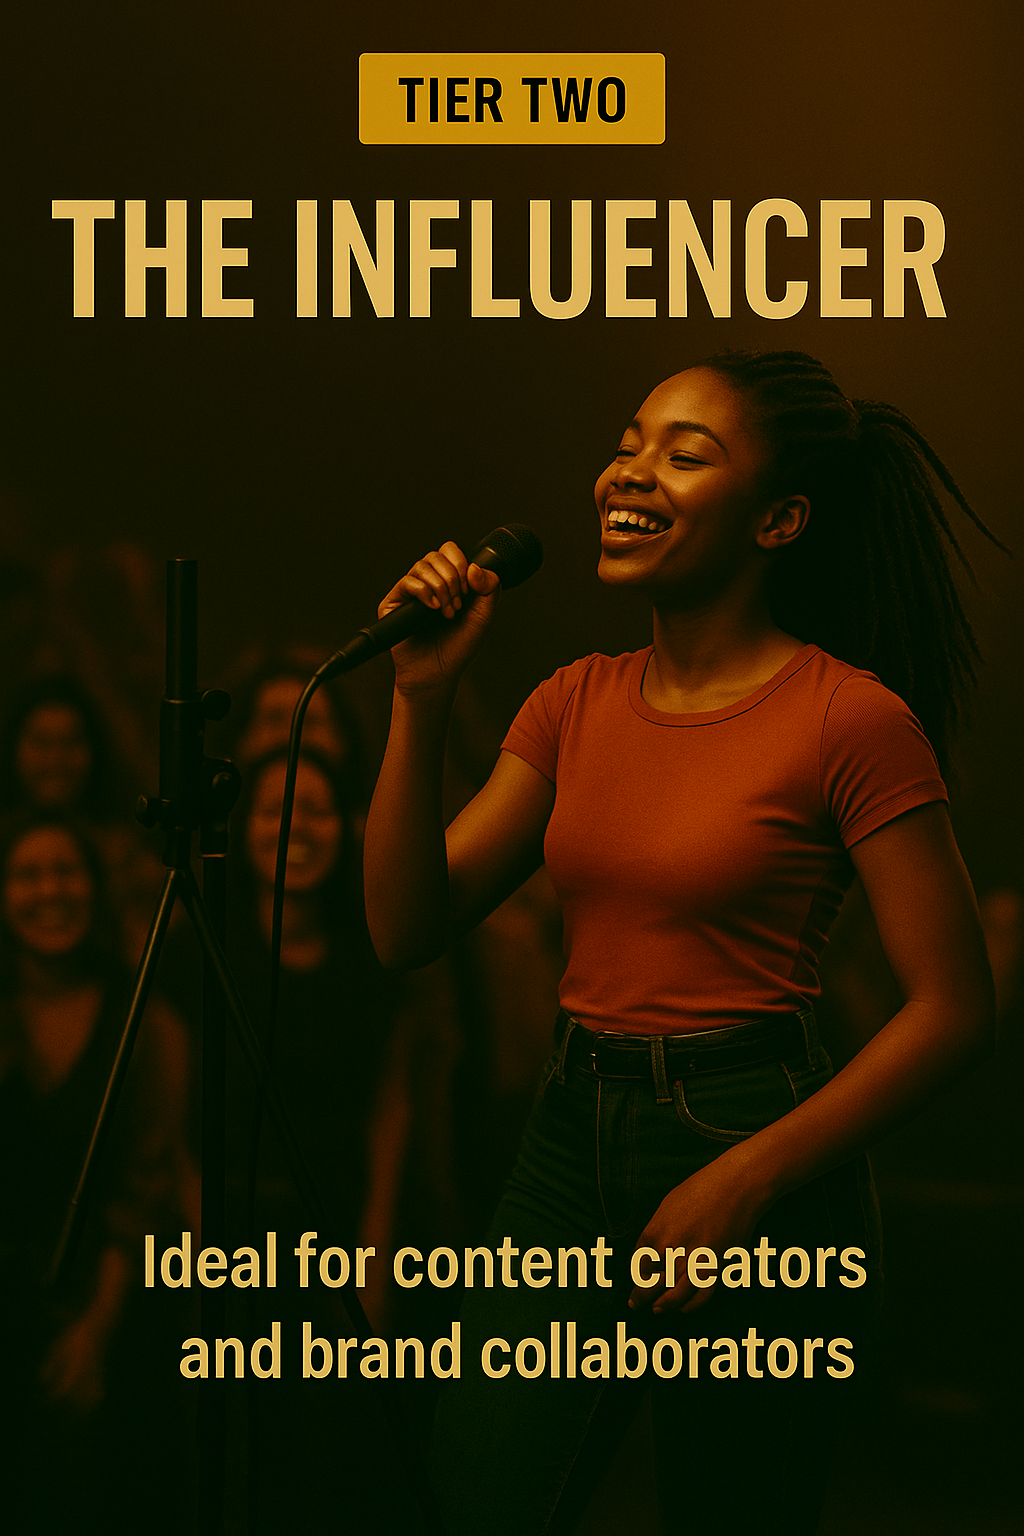 TIER TWO
THE INFLUENCER
Ideal for content creators
and brand collaborators